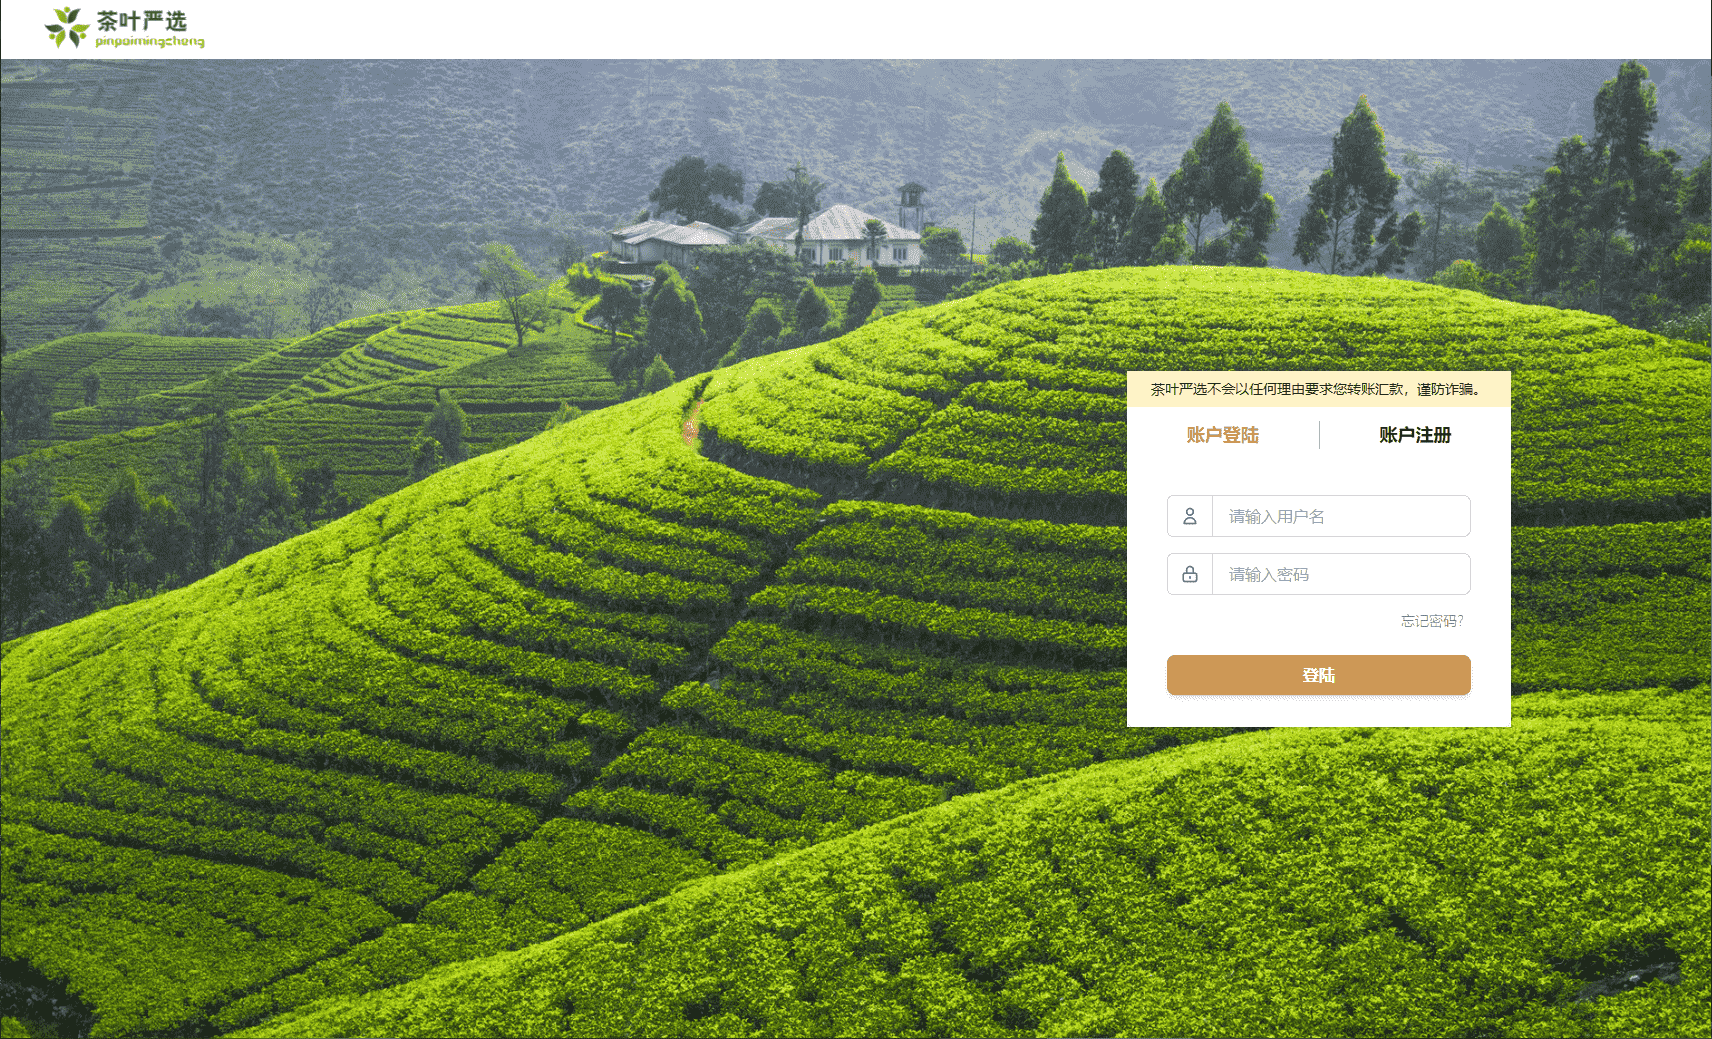 茶叶严选
pinpaimingcheng
茶叶严选不会以任何理由要求您转账汇款，谨防诈骗。
账户登陆
账户注册
请输入用户名
请输入密码
忘记密码?
登陆